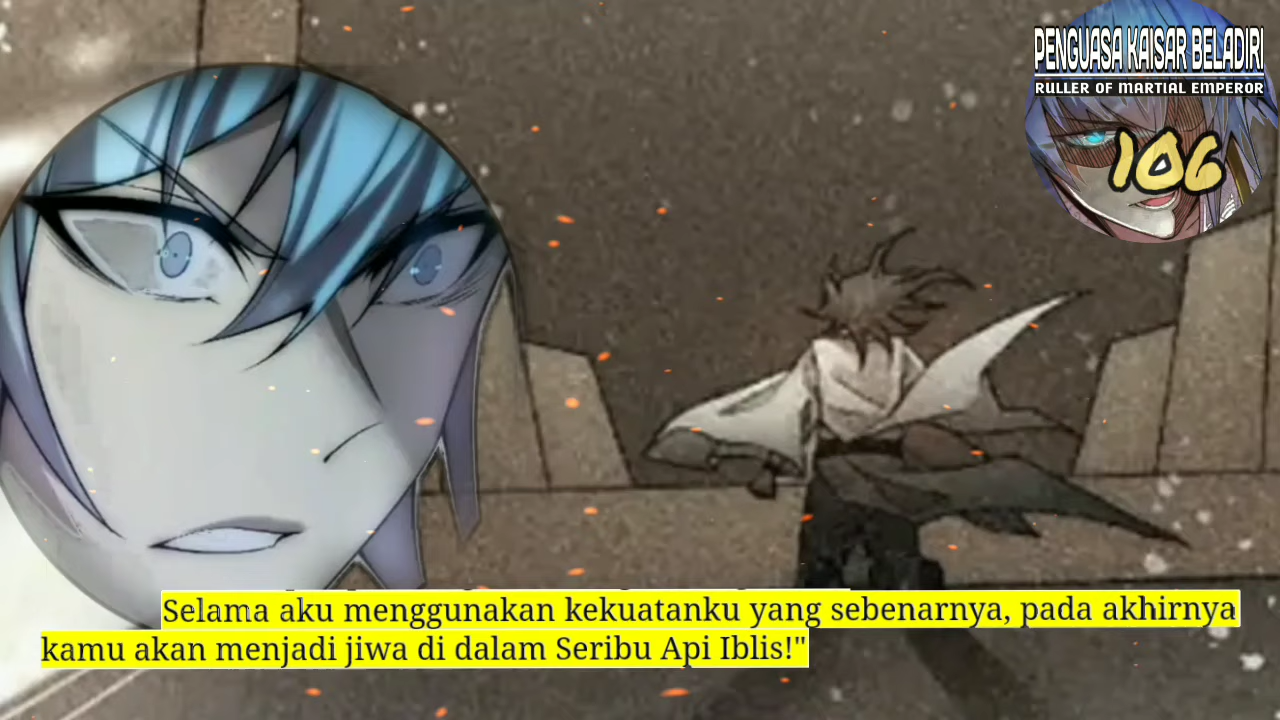 PENGUASA KAISAR BELADIRI
RULLER OF MARTIAL EMPEROR
106
Selama aku menggunakan kekuatanku yang sebenarnya, pada akhirnya
kamu akan menjadi jiwa di dalam Seribu Api Iblis!"